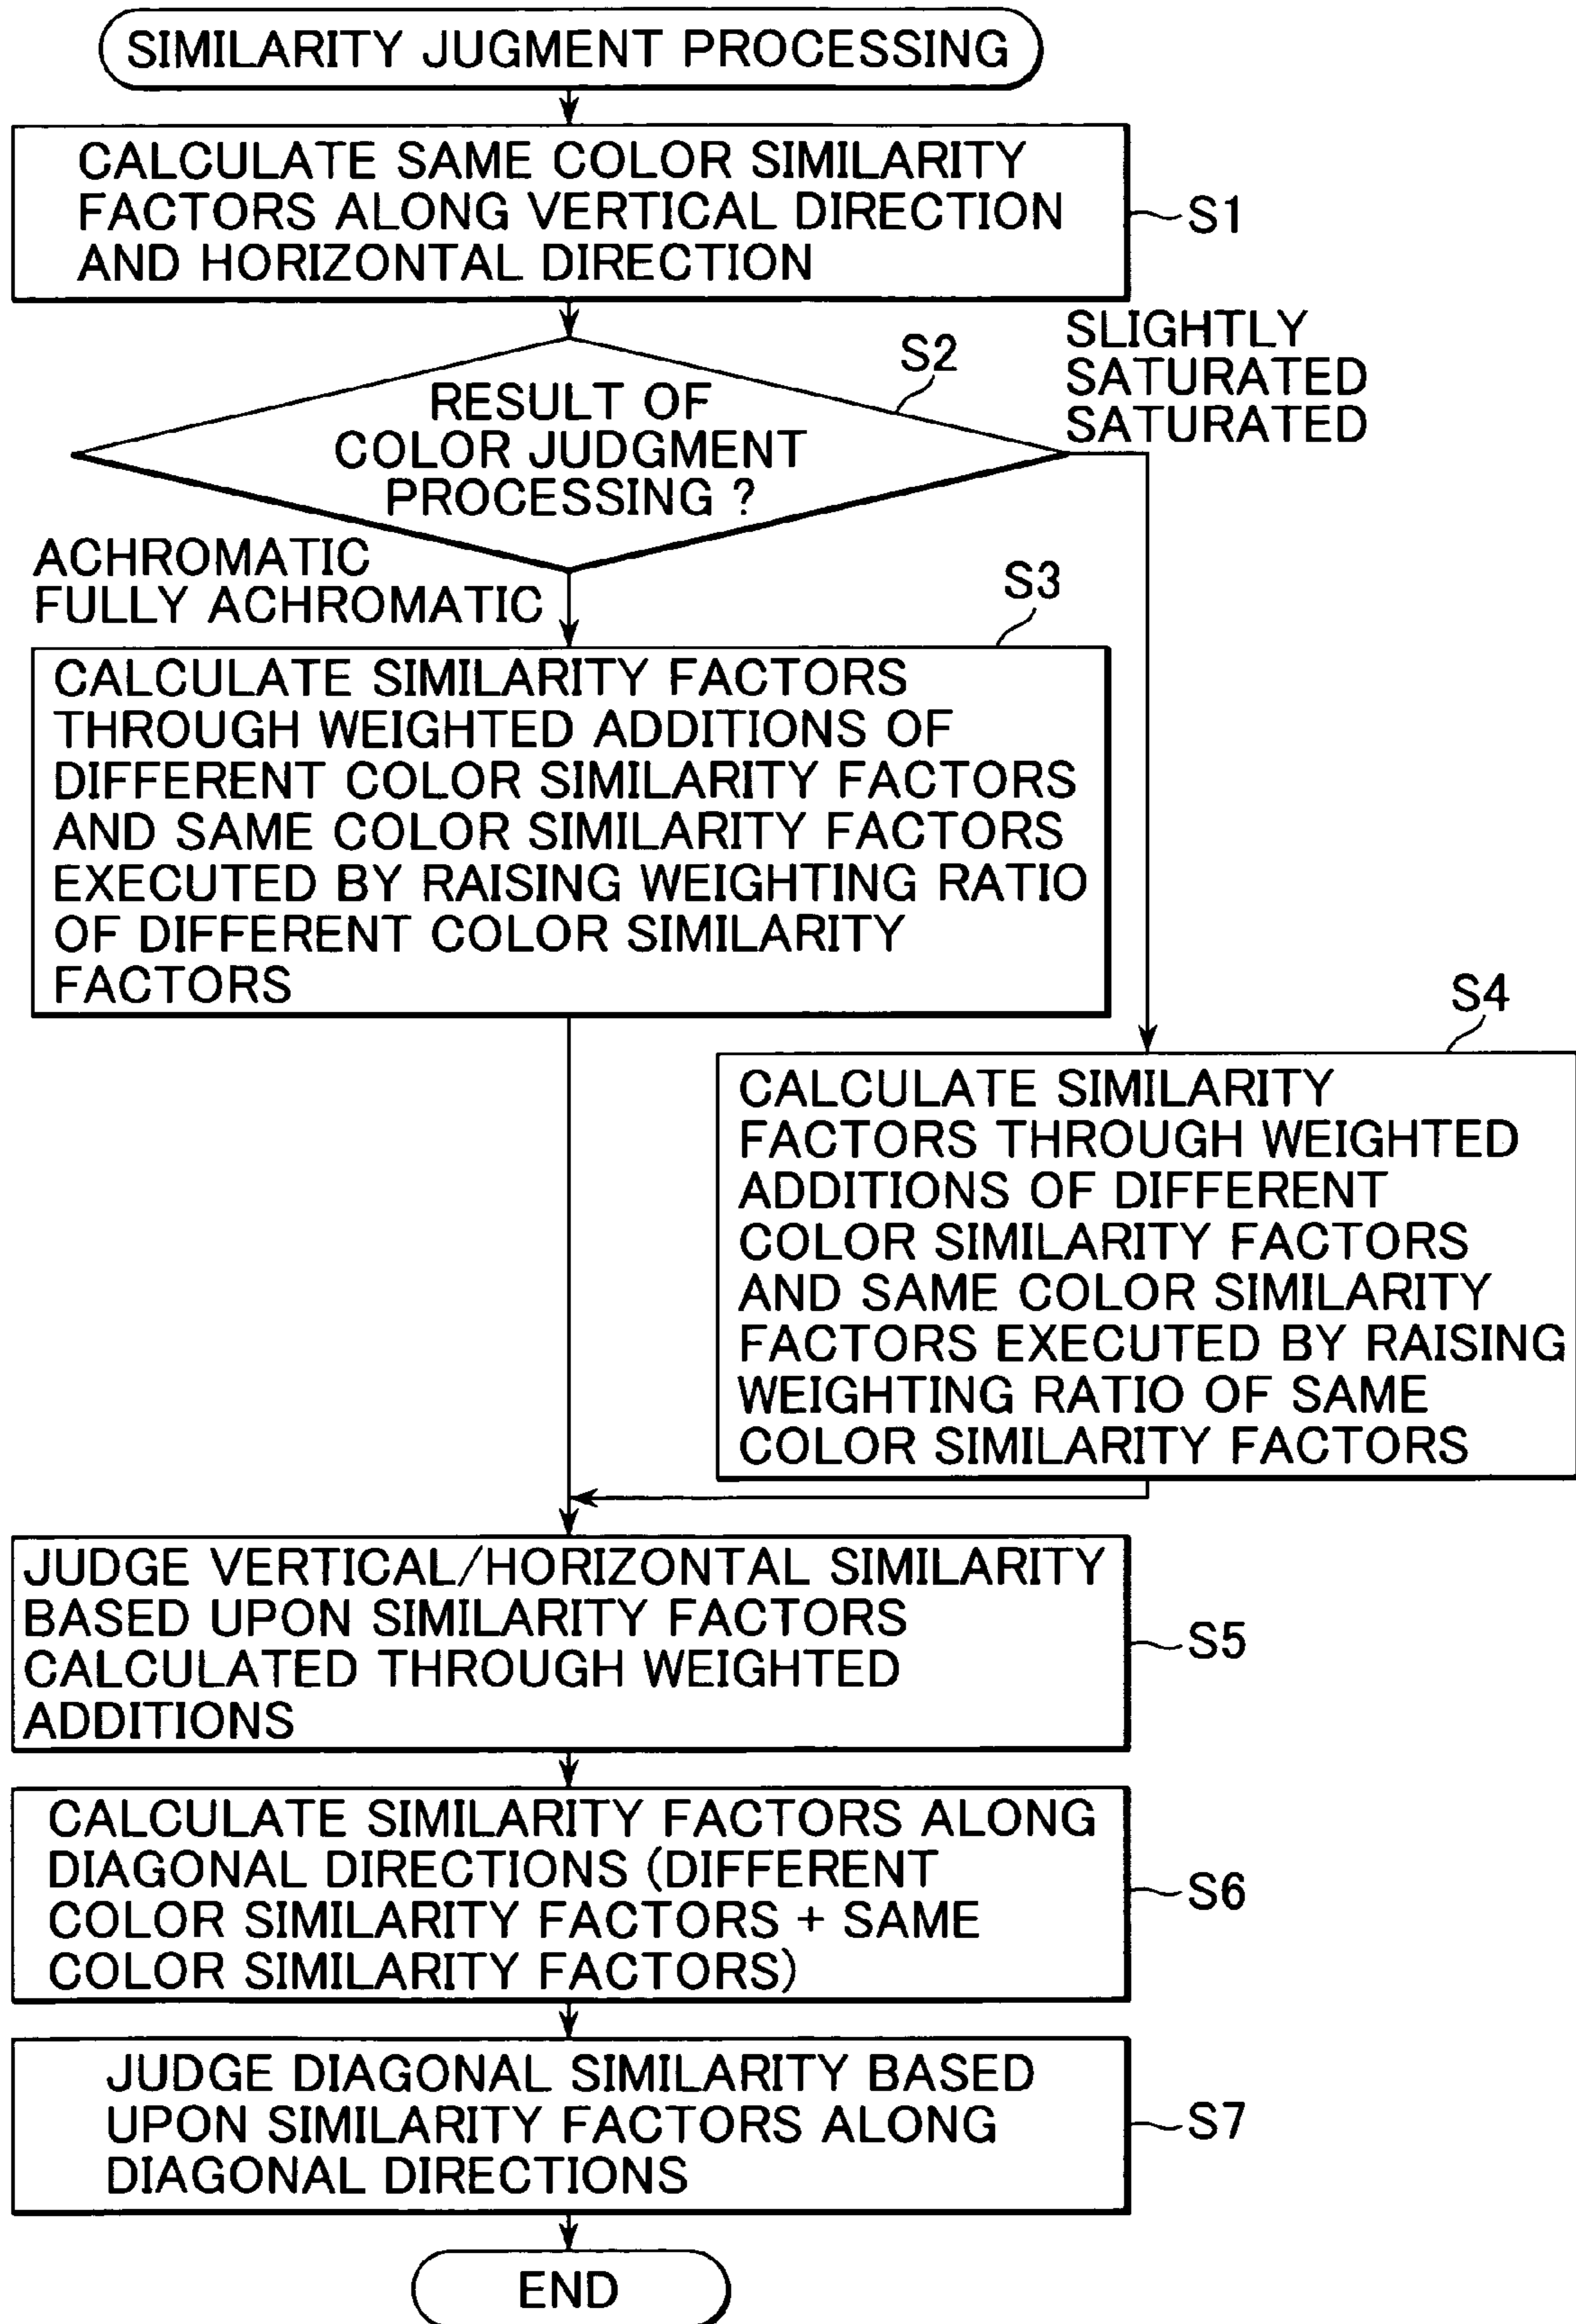 SIMILARITY JUGMENT PROCESSING
CALCULATE SAME COLOR SIMILARITY
FACTORS ALONG VERTICAL DIRECTION
AND HORIZONTAL DIRECTION
S1
S2
RESULT OF
COLOR JUDGMENT
PROCESSING ?
SLIGHTLY
SATURATED
SATURATED
ACHROMATIC
FULLY ACHROMATIC
S3
CALCULATE SIMILARITY FACTORS
THROUGH WEIGHTED ADDITIONS OF
DIFFERENT COLOR SIMILARITY FACTORS
AND SAME COLOR SIMILARITY FACTORS
EXECUTED BY RAISING WEIGHTING RATIO
OF DIFFERENT COLOR SIMILARITY
FACTORS
S4
CALCULATE SIMILARITY
FACTORS THROUGH WEIGHTED
ADDITIONS OF DIFFERENT
COLOR SIMILARITY FACTORS
AND SAME COLOR SIMILARITY
FACTORS EXECUTED BY RAISING
WEIGHTING RATIO OF SAME
COLOR SIMILARITY FACTORS
JUDGE VERTICAL/HORIZONTAL SIMILARITY
BASED UPON SIMILARITY FACTORS
CALCULATED THROUGH WEIGHTED
ADDITIONS
S5
CALCULATE SIMILARITY FACTORS ALONG
DIAGONAL DIRECTIONS (DIFFERENT
COLOR SIMILARITY FACTORS + SAME
COLOR SIMILARITY FACTORS)
S6
JUDGE DIAGONAL SIMILARITY BASED
UPON SIMILARITY FACTORS ALONG
DIAGONAL DIRECTIONS
S7
END